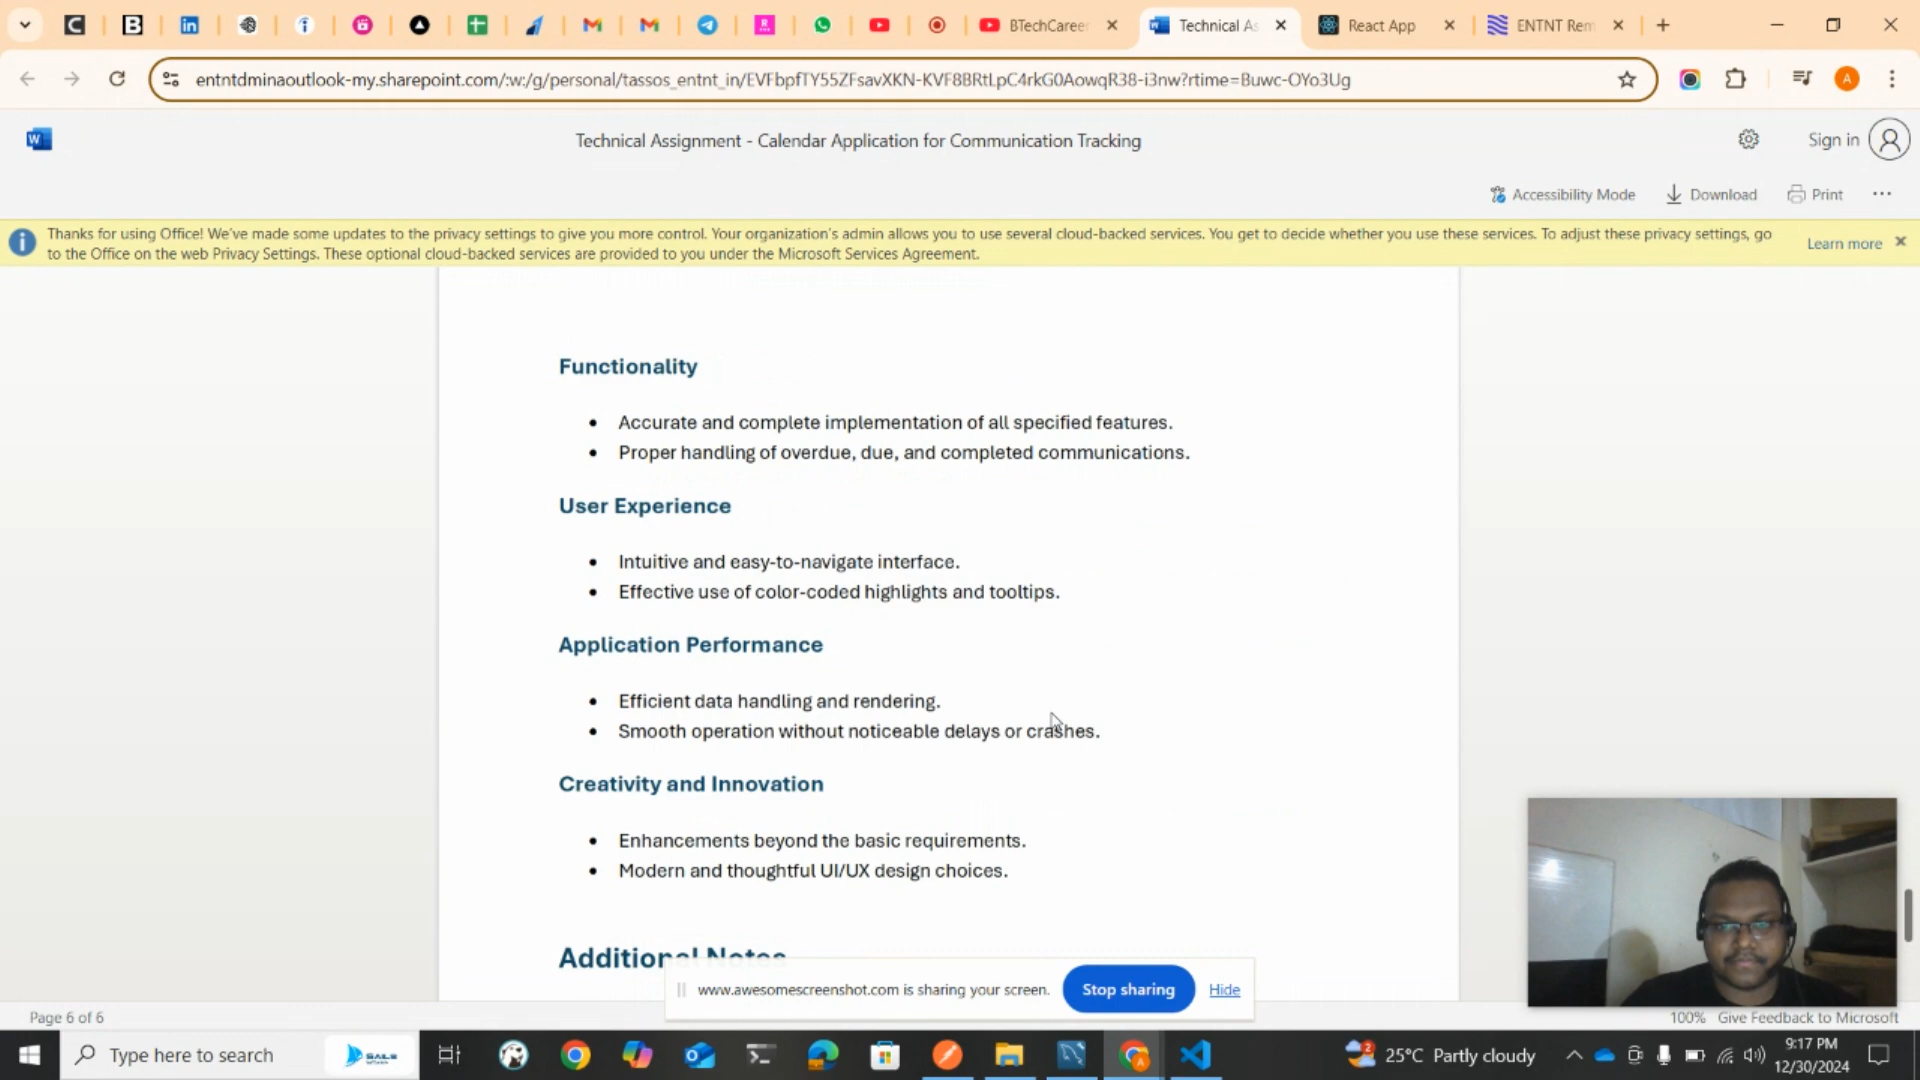 BTechCareer
Technical As
React App
ENTNT Rem
entntdminaoutlook-my.sharepoint.com/:w:/g/personal/tassos_entnt_in/EVFbpfTY55ZFsavXKN-KVF8BRtLpC4rkG0AowqR38-i3nw?rtime=Buwc-OYo3Ug
Technical Assignment - Calendar Application for Communication Tracking
Sign in
Accessibility Mode
Download
Print
Thanks for using Office! We've made some updates to the privacy settings to give you more control. Your organization's admin allows you to use several cloud-backed services. You get to decide whether you use these services. To adjust these privacy settings, go
to the Office on the web Privacy Settings. These optional cloud-backed services are provided to you under the Microsoft Services Agreement.
Learn more
Functionality
• Accurate and complete implementation of all specified features.
• Proper handling of overdue, due, and completed communications.
User Experience
• Intuitive and easy-to-navigate interface.
• Effective use of color-coded highlights and tooltips.
Application Performance
• Efficient data handling and rendering.
• Smooth operation without noticeable delays or crashes.
Creativity and Innovation
• Enhancements beyond the basic requirements.
• Modern and thoughtful UI/UX design choices.
Additional Notes
www.awesomescreenshot.com is sharing your screen.
Stop sharing
Hide
Page 6 of 6
100%
Give Feedback to Microsoft
Type here to search
25°C Partly cloudy
9:17 PM
12/30/2024